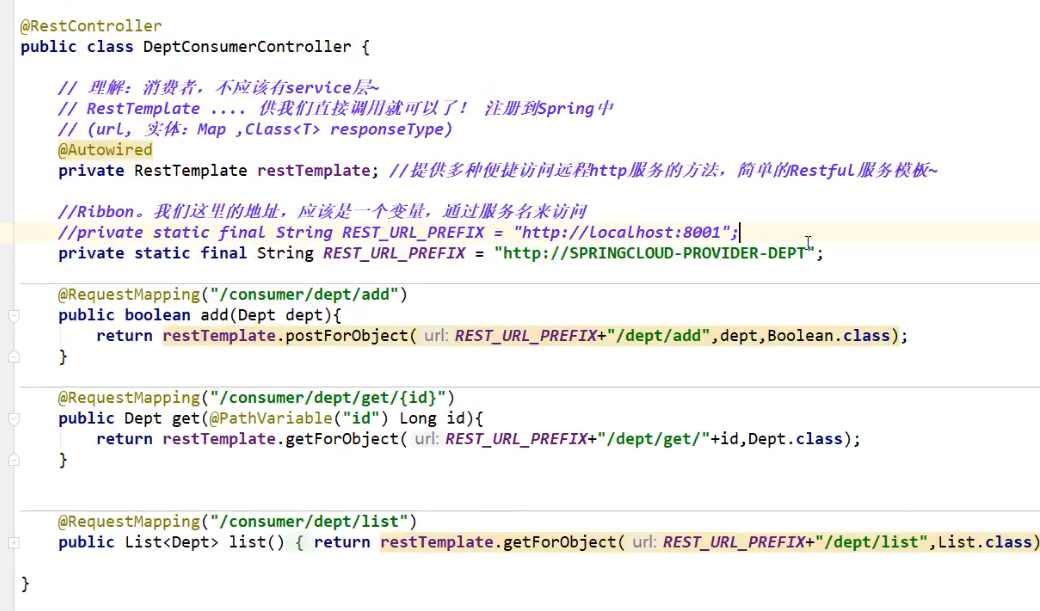 @RestController
public class DeptConsumerController {
// 理解：消费者，不应该有service层~
// RestTemplate .... 供我们直接调用就可以了！ 注册到Spring中
// (url, 实体：Map ,Class<T> responseType)
@Autowired
private RestTemplate restTemplate; //提供多种便捷访问远程http服务的方法，简单的Restful服务模板~
//Ribbon。我们这里的地址，应该是一个变量，通过服务名来访问
//private static final String REST_URL_PREFIX = "http://localhost:8001";
private static final String REST_URL_PREFIX = "http://SPRINGCLOUD-PROVIDER-DEPT";
@RequestMapping("/consumer/dept/add")
public boolean add(Dept dept){
return restTemplate.postForObject( url: REST_URL_PREFIX+"/dept/add",dept,Boolean.class);
}
@RequestMapping("/consumer/dept/get/{id}")
public Dept get(@PathVariable("id") Long id){
return restTemplate.getForObject( url: REST_URL_PREFIX+"/dept/get/"+id,Dept.class);
}
@RequestMapping("/consumer/dept/list")
public List<Dept> list() { return restTemplate.getForObject( url: REST_URL_PREFIX+"/dept/list",List.class)
}